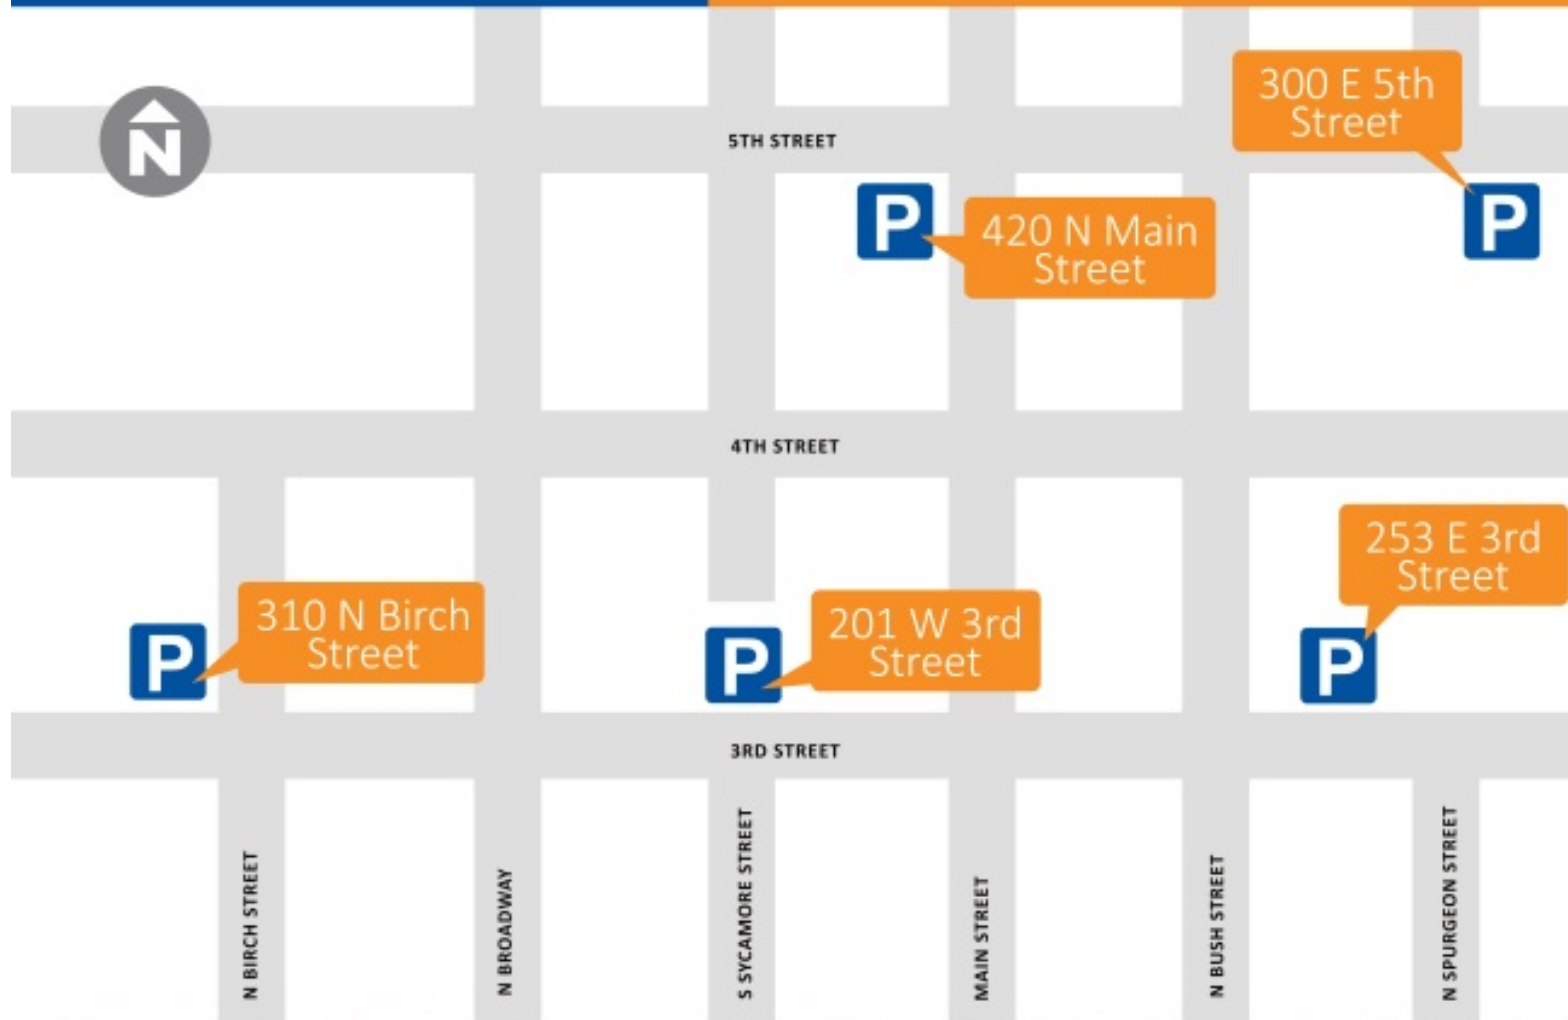 N
5TH STREET
300 E 5th
Street
P
420 N Main
Street
P
4TH STREET
P
310 N Birch
Street
P
201 W 3rd
Street
253 E 3rd
Street
P
3RD STREET
N BIRCH STREET
N BROADWAY
S SYCAMORE STREET
MAIN STREET
N BUSH STREET
N SPURGEON STREET